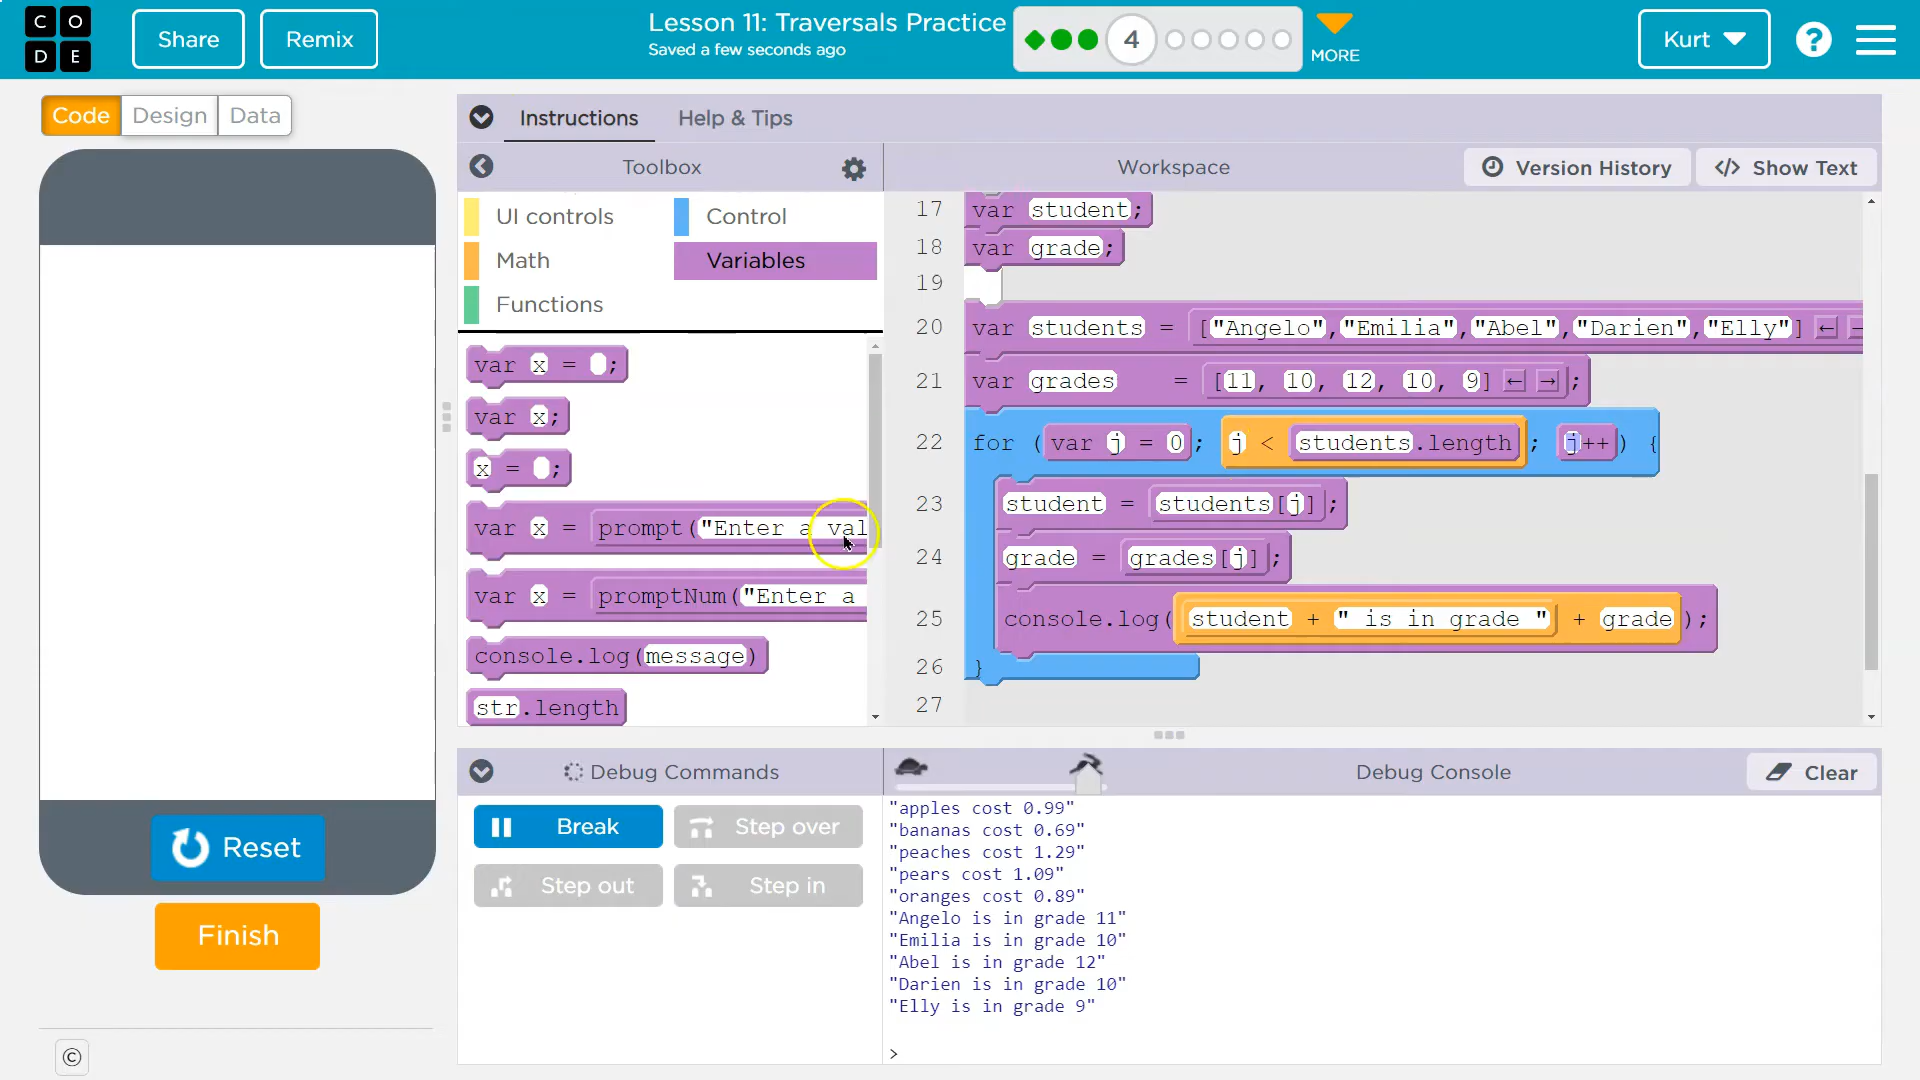 CO
DE
Share
Remix
Lesson 11: Traversals Practice
Saved a few seconds ago
4
MORE
Kurt
?
Code
Design
Data
Instructions
Help & Tips
Toolbox
Workspace
Version History
</> Show Text
UI controls
Control
Math
Variables
Functions
var x = ;
var x;
x = ;
var x = prompt("Enter a val
var x = promptNum("Enter a
console.log(message)
str.length
17 var student;
18 var grade;
19
20 var students = ["Angelo","Emilia","Abel","Darien","Elly"] ←
21 var grades = [11, 10, 12, 10, 9] ← → ;
22 for (var j = 0; j < students.length; j++) {
23 student = students[j];
24 grade = grades[j];
25 console.log(student + " is in grade " + grade);
26 }
27
Debug Commands
Debug Console
Clear
Break
Step over
Step out
Step in
"apples cost 0.99"
"bananas cost 0.69"
"peaches cost 1.29"
"pears cost 1.09"
"oranges cost 0.89"
"Angelo is in grade 11"
"Emilia is in grade 10"
"Abel is in grade 12"
"Darien is in grade 10"
"Elly is in grade 9"
>
Reset
Finish
©